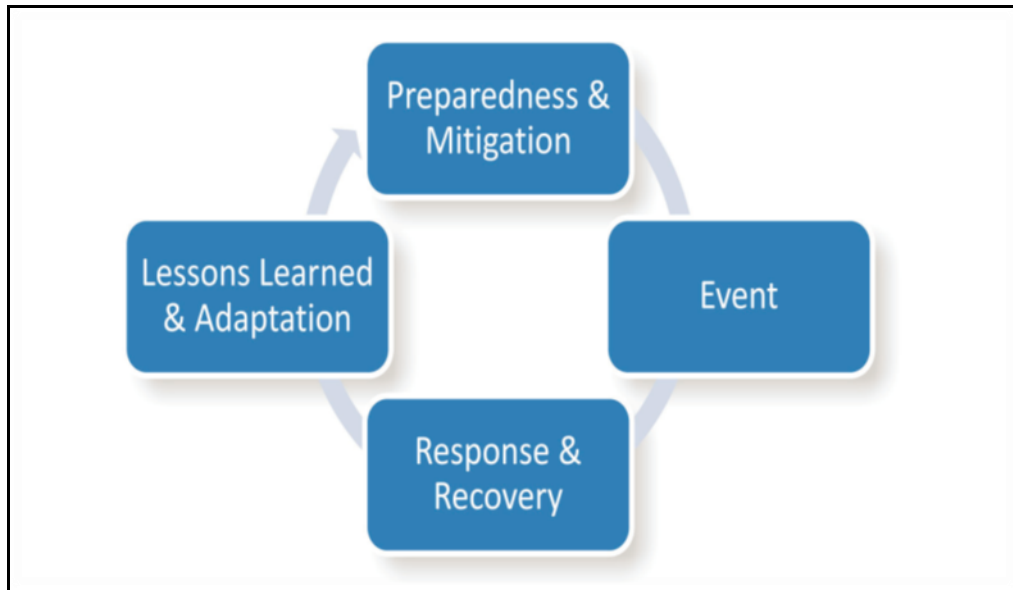 Preparedness &
Mitigation
Event
Response &
Recovery
Lessons Learned
& Adaptation